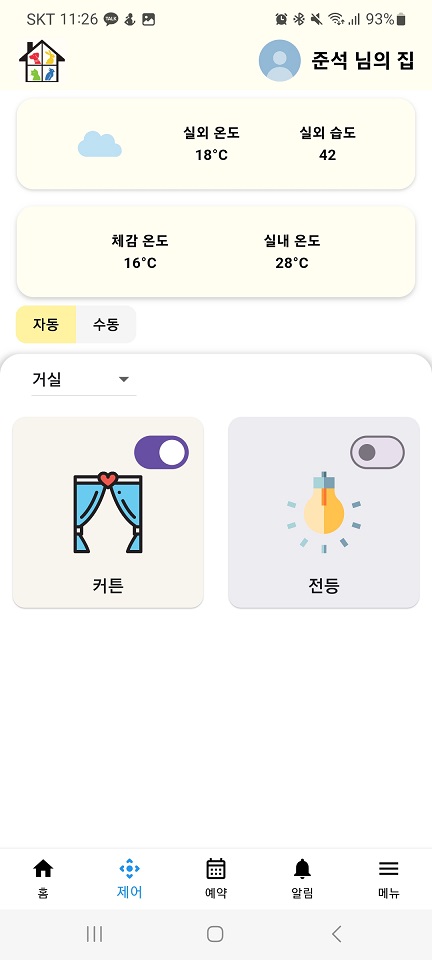 SKT 11:26 TALK 93%
준석 님의 집
실외 온도 실외 습도
18°C 42
체감 온도 실내 온도
16°C 28°C
자동 수동
거실
커튼 전등
홈 제어 예약 알림 메뉴